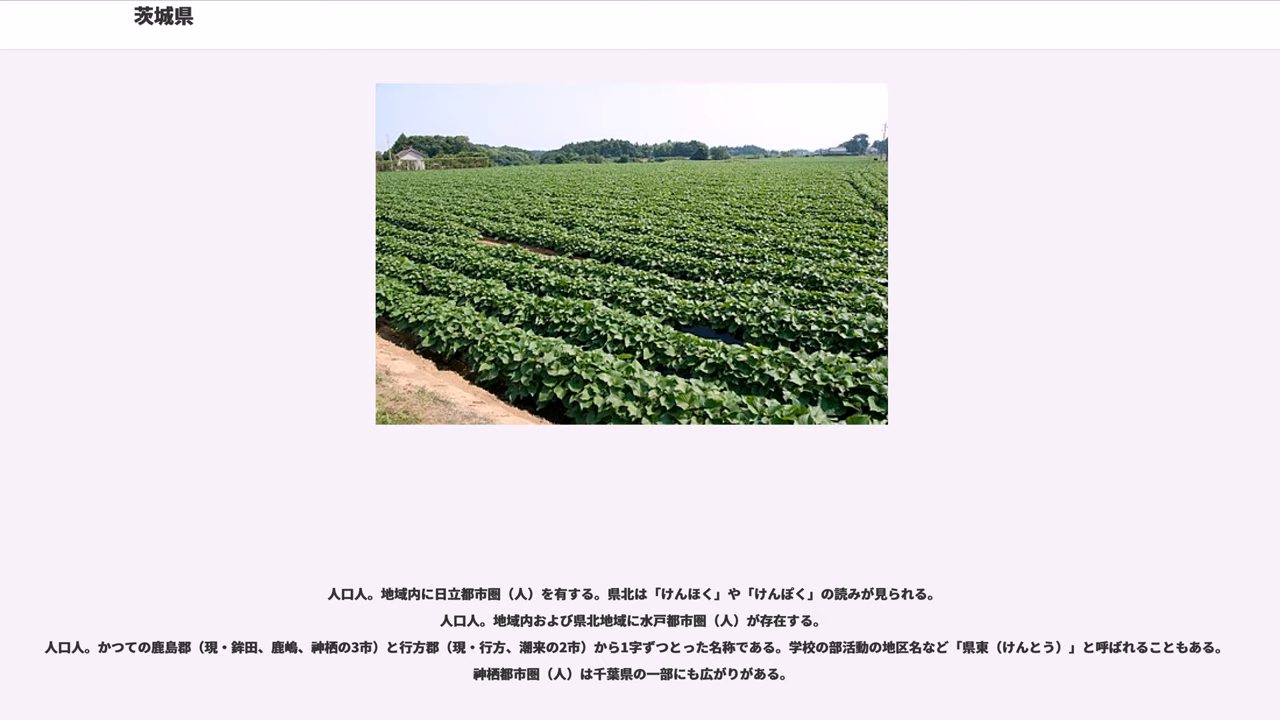 茨城県
人口人。地域内に日立都市圏（人）を有する。県北は「けんほく」や「けんぽく」の読みが見られる。
人口人。地域内および県北地域に水戸都市圏（人）が存在する。
人口人。かつての鹿島郡（現・鉾田、鹿嶋、神栖の3市）と行方郡（現・行方、潮来の2市）から1字ずつとった名称である。学校の部活動の地区名など「県東（けんとう）」と呼ばれることもある。
神栖都市圏（人）は千葉県の一部にも広がりがある。